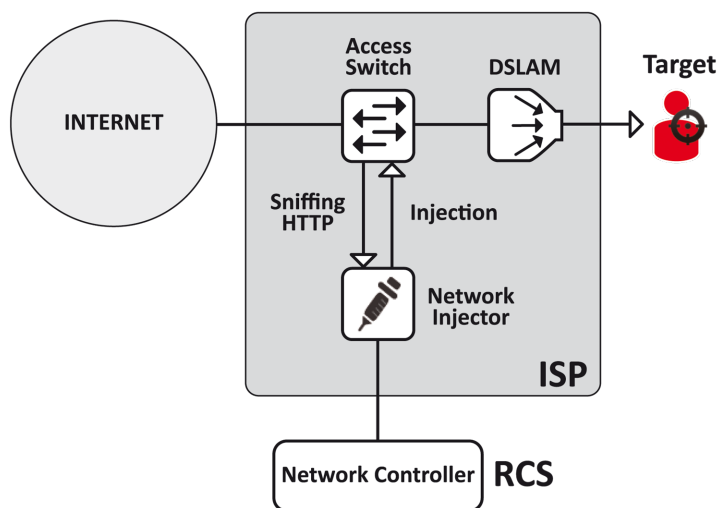 INTERNET
Access
Switch
DSLAM
Target
Sniffing
HTTP
Injection
Network
Injector
ISP
Network Controller
RCS